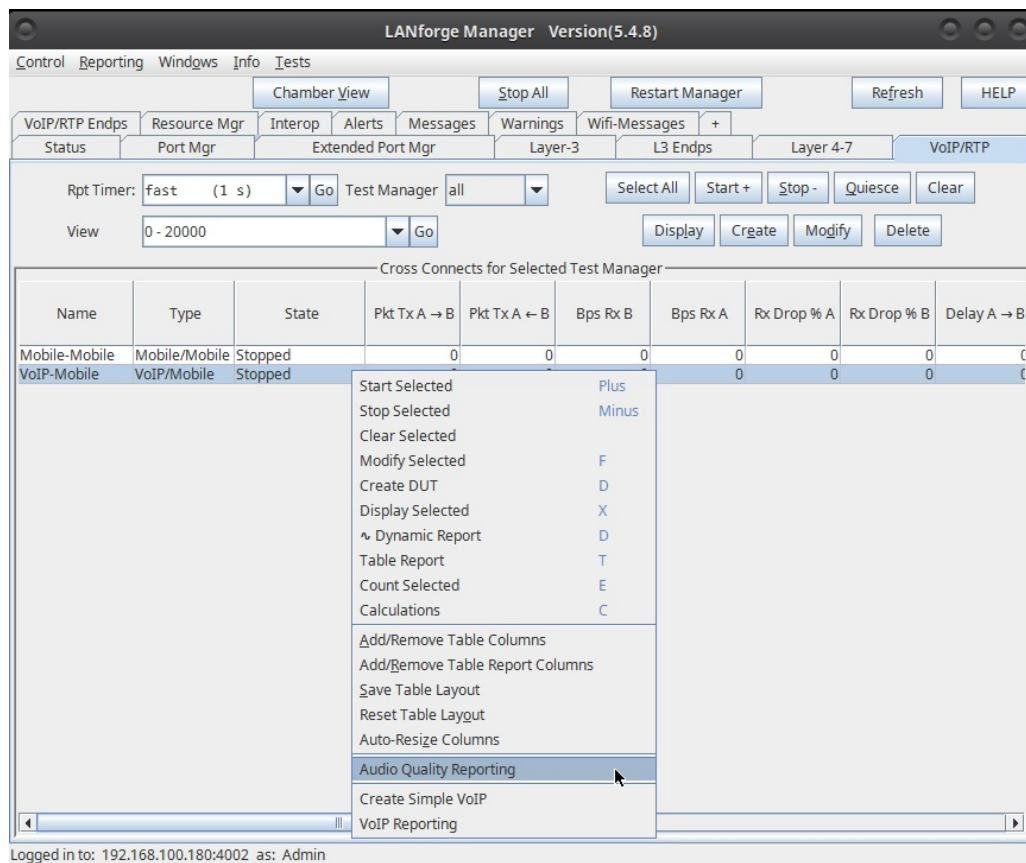 LANforge Manager   Version(5.4.8)
Control Reporting Windows Info Tests
Chamber View Stop All Restart Manager Refresh HELP
VoIP/RTP Endps Resource Mgr Interop Alerts Messages Warnings Wifi-Messages +
Status Port Mgr Extended Port Mgr Layer-3 L3 Endps Layer 4-7 VoIP/RTP
Rpt Timer: fast (1 s) Go Test Manager all Select All Start + Stop - Quiesce Clear
View 0 - 20000 Go Display Create Modify Delete
Cross Connects for Selected Test Manager
Name Type State Pkt Tx A → B Pkt Tx A ← B Bps Rx B Bps Rx A Rx Drop % A Rx Drop % B Delay A → B
Mobile-Mobile Mobile/Mobile Stopped 0 0 0 0 0 0 0
VoIP-Mobile VoIP/Mobile Stopped 0 0 0 0
Start Selected Plus
Stop Selected Minus
Clear Selected
Modify Selected F
Create DUT D
Display Selected X
∿ Dynamic Report D
Table Report T
Count Selected E
Calculations C
Add/Remove Table Columns
Add/Remove Table Report Columns
Save Table Layout
Reset Table Layout
Auto-Resize Columns
Audio Quality Reporting
Create Simple VoIP
VoIP Reporting
Logged in to: 192.168.100.180:4002 as: Admin